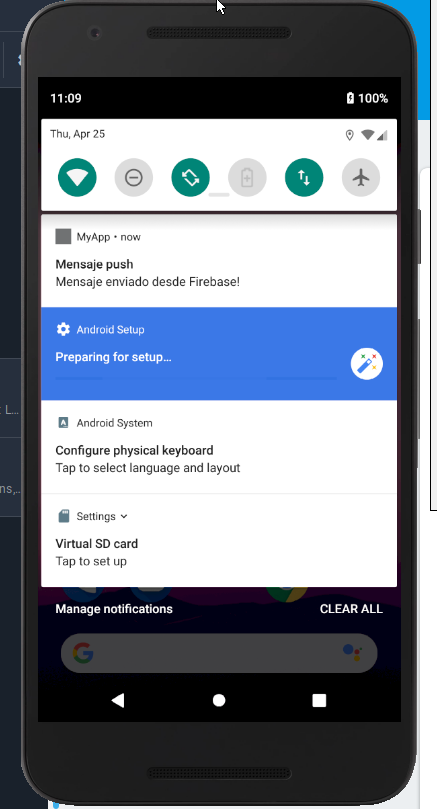 11:09
100%
Thu, Apr 25
MyApp • now
Mensaje push
Mensaje enviado desde Firebase!
Android Setup
Preparing for setup...
Android System
Configure physical keyboard
Tap to select language and layout
Settings
Virtual SD card
Tap to set up
Manage notifications
CLEAR ALL
: L...
ns,...